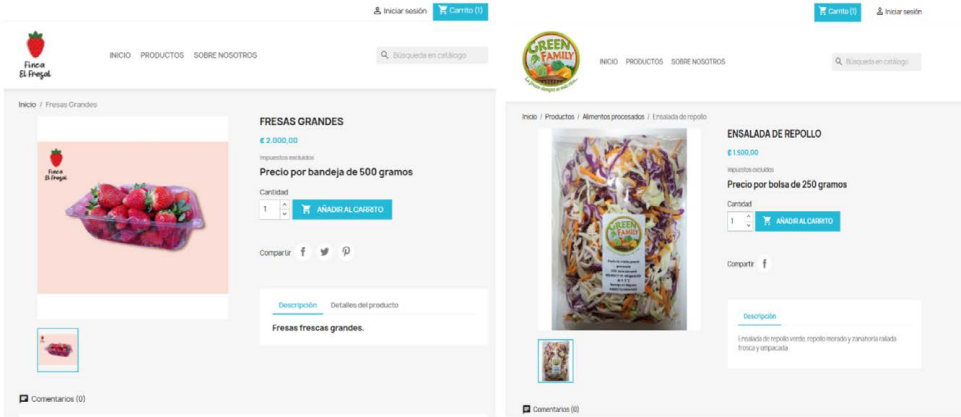 Iniciar sesión
Carrito (1)
Finca
El Fresal
INICIO PRODUCTOS SOBRE NOSOTROS
Búsqueda en catálogo
Inicio / Fresas Grandes
Finca
El Fresal
FRESAS GRANDES
₡ 2.000,00
Impuestos excluidos
Precio por bandeja de 500 gramos
Cantidad
1
AÑADIR AL CARRITO
Compartir
Descripción Detalles del producto
Fresas frescas grandes.
Comentarios (0)
Carrito (1)
Iniciar sesión
GREEN
FAMILY
INICIO PRODUCTOS SOBRE NOSOTROS
Búsqueda en catálogo
Inicio / Productos / Alimentos procesados / Ensalada de repollo
GREEN
FAMILY
ENSALADA DE REPOLLO
₡ 1.500,00
Impuestos excluidos
Precio por bolsa de 250 gramos
Cantidad
1
AÑADIR AL CARRITO
Compartir
Descripción
Ensalada de repollo verde, repollo morado y zanahoria rallada
fresca y empacada
Comentarios (0)